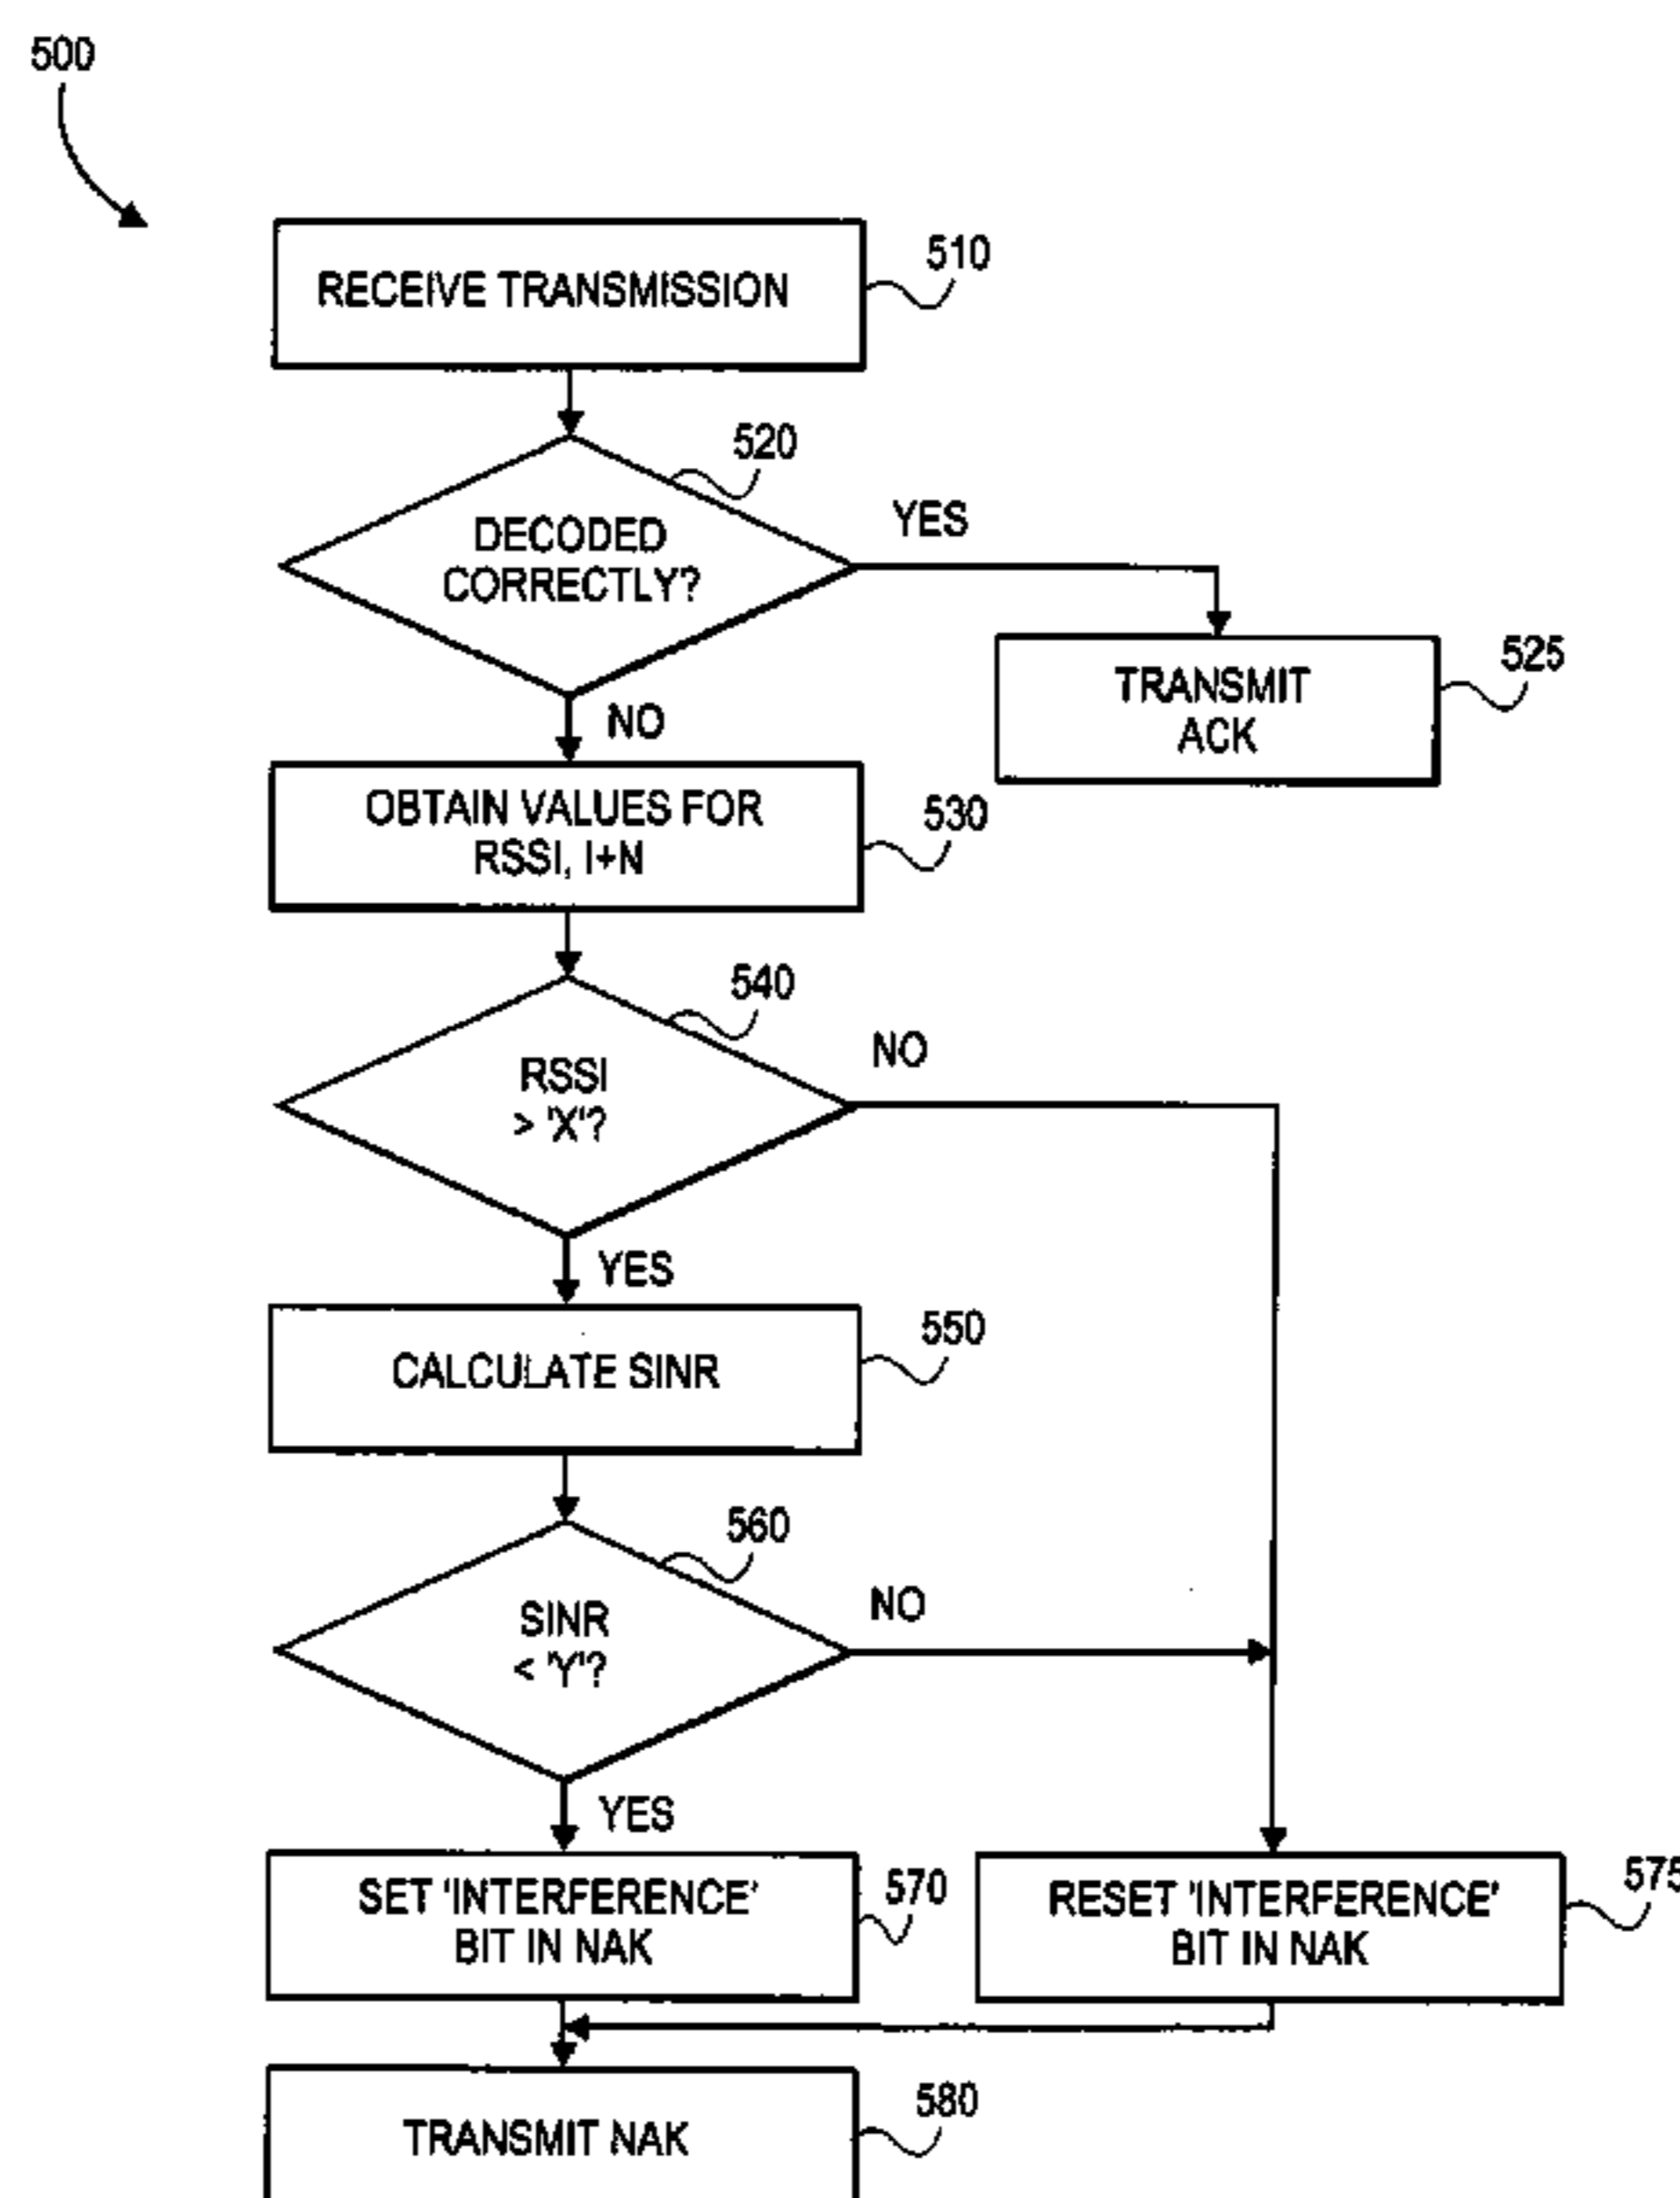 500
RECEIVE TRANSMISSION
510
520
DECODED
CORRECTLY?
YES
TRANSMIT
ACK
525
NO
OBTAIN VALUES FOR
RSSI, I+N
530
540
RSSI
> 'X'?
NO
YES
CALCULATE SINR
550
560
SINR
< 'Y'?
NO
YES
SET 'INTERFERENCE'
BIT IN NAK
570
RESET 'INTERFERENCE'
BIT IN NAK
575
TRANSMIT NAK
580